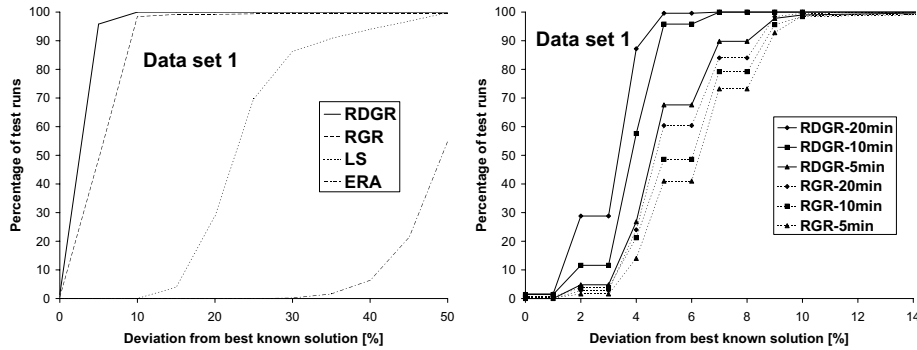 Percentage of test runs
100
90
80
70
60
50
40
30
20
10
0
Data set 1
RDGR
RGR
LS
ERA
0 10 20 30 40 50
Deviation from best known solution [%]
Percentage of test runs
100
90
80
70
60
50
40
30
20
10
0
Data set 1
RDGR-20min
RDGR-10min
RDGR-5min
RGR-20min
RGR-10min
RGR-5min
0 2 4 6 8 10 12 14
Deviation from best known solution [%]